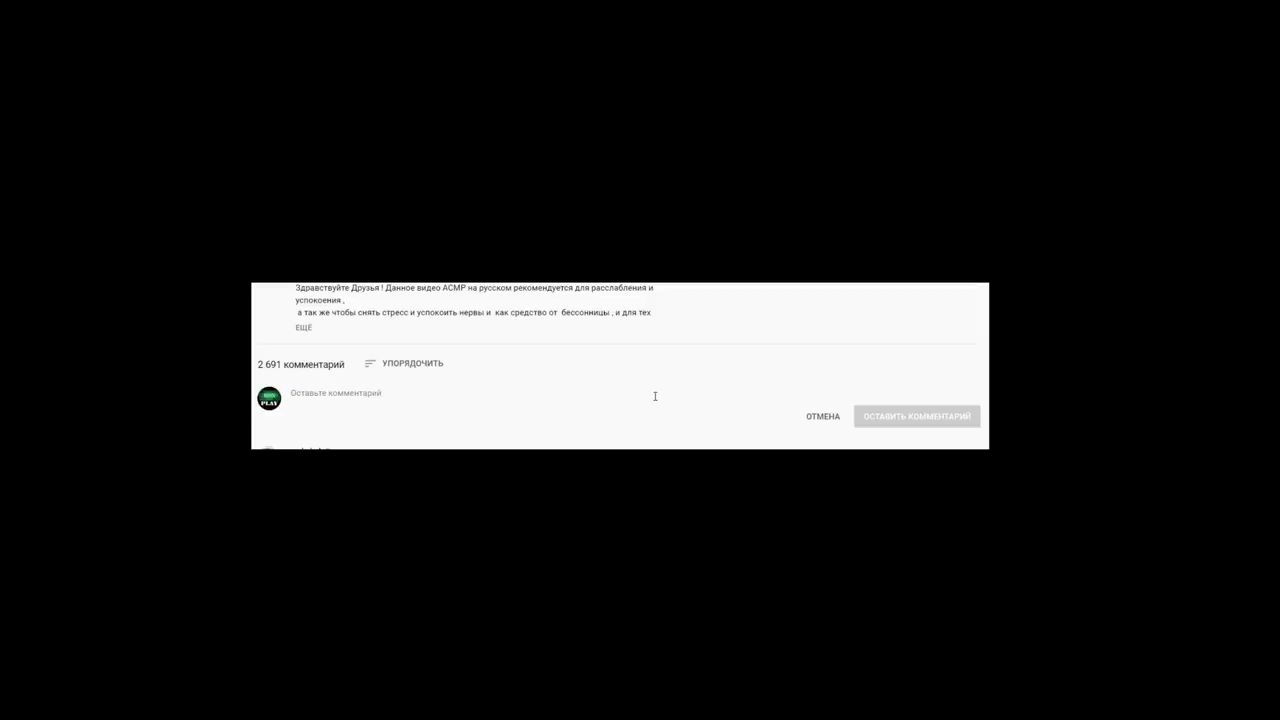 Здравствуйте Друзья ! Данное видео АСМР на русском рекомендуется для расслабления и
успокоения ,
а так же чтобы снять стресс и успокоить нервы и как средство от бессонницы , и для тех
ЕЩЁ
2 691 комментарий
УПОРЯДОЧИТЬ
PLAY
Оставьте комментарий
ОТМЕНА
ОСТАВИТЬ КОММЕНТАРИЙ